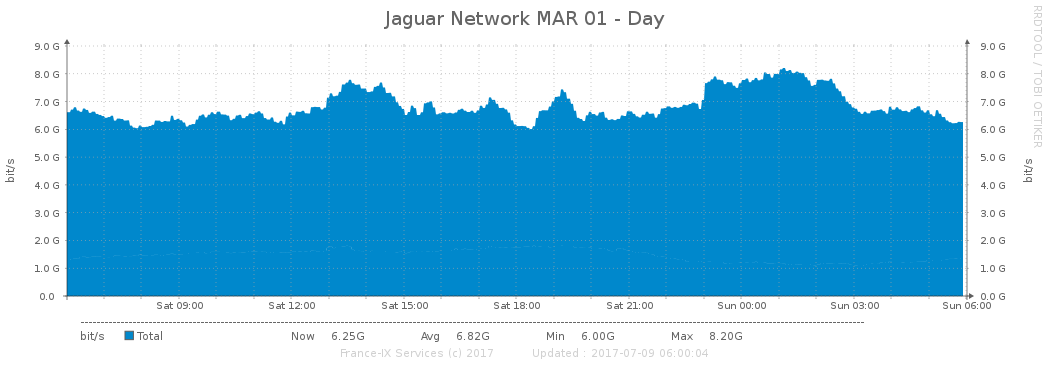 Jaguar Network MAR 01 - Day
RRDTOOL / TOBI OETIKER
bit/s
bit/s
9.0 G 9.0 G
8.0 G 8.0 G
7.0 G 7.0 G
6.0 G 6.0 G
5.0 G 5.0 G
4.0 G 4.0 G
3.0 G 3.0 G
2.0 G 2.0 G
1.0 G 1.0 G
0.0 0.0 G
Sat 09:00 Sat 12:00 Sat 15:00 Sat 18:00 Sat 21:00 Sun 00:00 Sun 03:00 Sun 06:00
bit/s Total Now 6.25G Avg 6.82G Min 6.00G Max 8.20G
France-IX Services (c) 2017 Updated : 2017-07-09 06:00:04